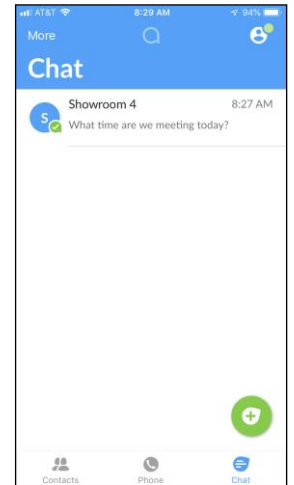 AT&T 8:29 AM 94%
More
Chat
Showroom 4 8:27 AM
S
What time are we meeting today?
Contacts Phone Chat